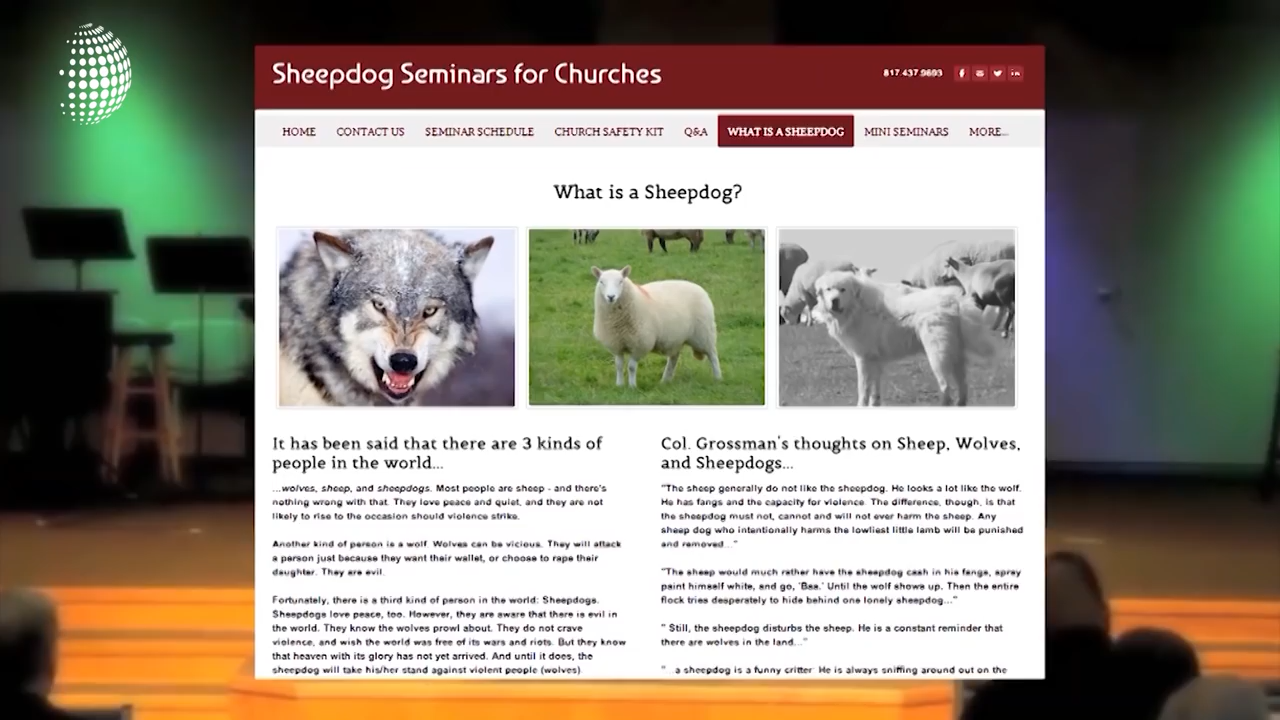 Sheepdog Seminars for Churches
817.437.9693
HOME CONTACT US SEMINAR SCHEDULE CHURCH SAFETY KIT Q&A WHAT IS A SHEEPDOG MINI SEMINARS MORE...
What is a Sheepdog?
It has been said that there are 3 kinds of
people in the world...
...wolves, sheep, and sheepdogs. Most people are sheep - and there's
nothing wrong with that. They love peace and quiet, and they are not
likely to rise to the occasion should violence strike.
Another kind of person is a wolf. Wolves can be vicious. They will attack
a person just because they want their wallet, or choose to rape their
daughter. They are evil.
Fortunately, there is a third kind of person in the world: Sheepdogs.
Sheepdogs love peace, too. However, they are aware that there is evil in
the world. They know the wolves prowl about. They do not crave
violence, and wish the world was free of its wars and riots. But they know
that heaven with its glory has not yet arrived. And until it does, the
sheepdog will take his/her stand against violent people (wolves)
Col. Grossman's thoughts on Sheep, Wolves,
and Sheepdogs...
"The sheep generally do not like the sheepdog. He looks a lot like the wolf.
He has fangs and the capacity for violence. The difference, though, is that
the sheepdog must not, cannot and will not ever harm the sheep. Any
sheep dog who intentionally harms the lowliest little lamb will be punished
and removed..."
"The sheep would much rather have the sheepdog cash in his fangs, spray
paint himself white, and go, 'Baa.' Until the wolf shows up. Then the entire
flock tries desperately to hide behind one lonely sheepdog..."
" Still, the sheepdog disturbs the sheep. He is a constant reminder that
there are wolves in the land..."
" a sheepdog is a funny critter He is always sniffing around out on the